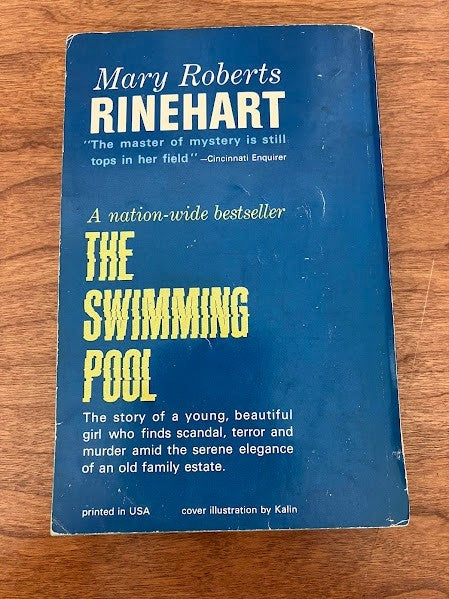 Mary Roberts
RINEHART
"The master of mystery is still
tops in her field"—Cincinnati Enquirer
A nation-wide bestseller
THE
SWIMMING
POOL
The story of a young, beautiful
girl who finds scandal, terror and
murder amid the serene elegance
of an old family estate.
printed in USA cover illustration by Kalin